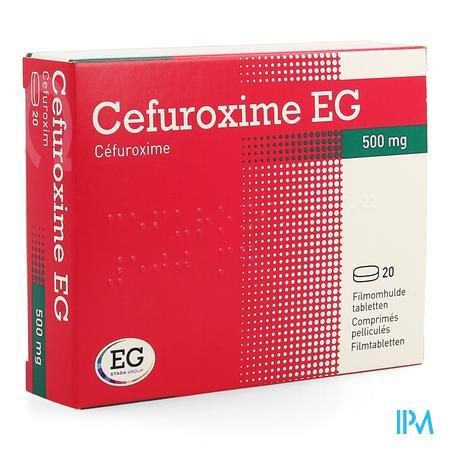 Cefuroxime EG
Céfuroxime
500 mg
20
Filmomhulde
tabletten
Comprimés
pelliculés
Filmtabletten
EG
STADA GROUP
Cefuroxime EG
Cefuroxim
20
500 mg
IPM